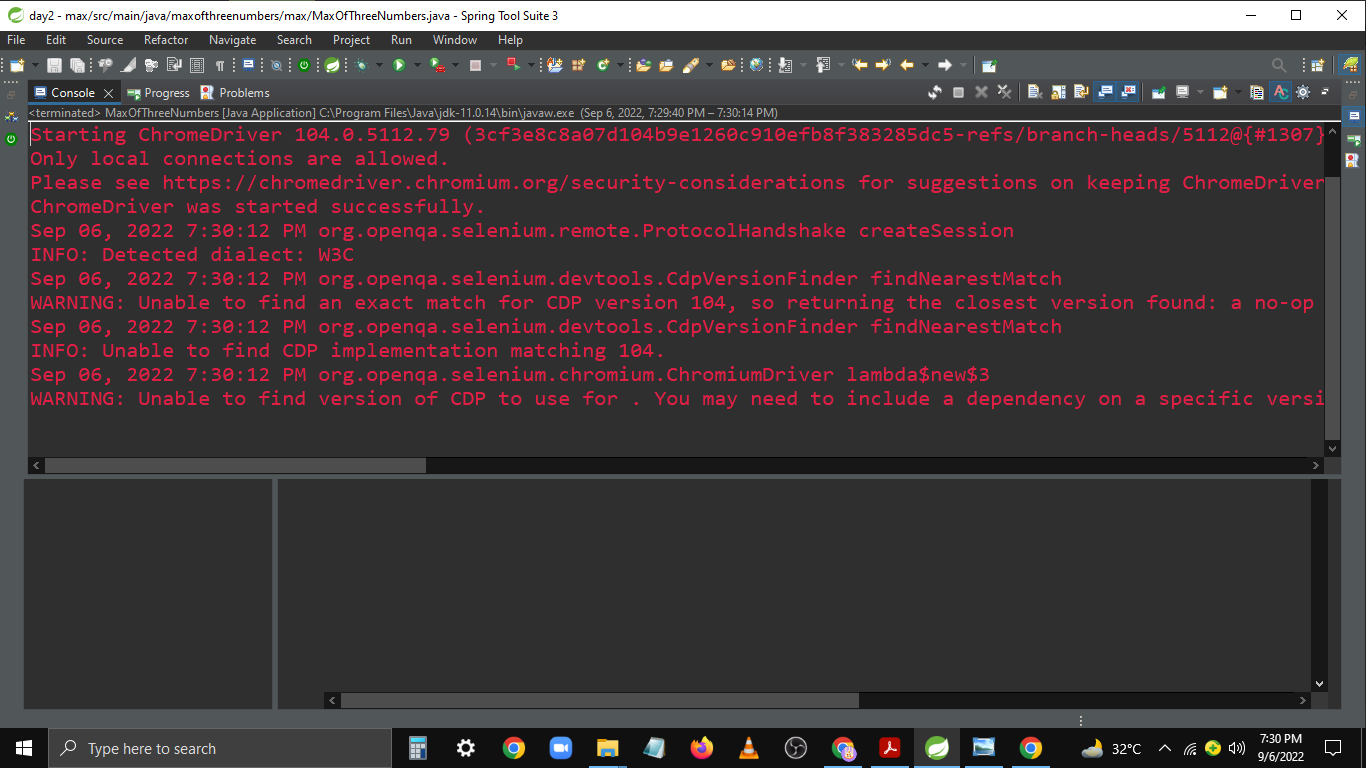 day2 - max/src/main/java/maxofthreenumbers/max/MaxOfThreeNumbers.java - Spring Tool Suite 3
File Edit Source Refactor Navigate Search Project Run Window Help
Console Progress Problems
<terminated> MaxOfThreeNumbers [Java Application] C:\Program Files\Java\jdk-11.0.14\bin\javaw.exe (Sep 6, 2022, 7:29:40 PM – 7:30:14 PM)
Starting ChromeDriver 104.0.5112.79 (3cf3e8c8a07d104b9e1260c910efb8f383285dc5-refs/branch-heads/5112@{#1307}
Only local connections are allowed.
Please see https://chromedriver.chromium.org/security-considerations for suggestions on keeping ChromeDriver
ChromeDriver was started successfully.
Sep 06, 2022 7:30:12 PM org.openqa.selenium.remote.ProtocolHandshake createSession
INFO: Detected dialect: W3C
Sep 06, 2022 7:30:12 PM org.openqa.selenium.devtools.CdpVersionFinder findNearestMatch
WARNING: Unable to find an exact match for CDP version 104, so returning the closest version found: a no-op
Sep 06, 2022 7:30:12 PM org.openqa.selenium.devtools.CdpVersionFinder findNearestMatch
INFO: Unable to find CDP implementation matching 104.
Sep 06, 2022 7:30:12 PM org.openqa.selenium.chromium.ChromiumDriver lambda$new$3
WARNING: Unable to find version of CDP to use for . You may need to include a dependency on a specific versi
Type here to search
32°C
7:30 PM
9/6/2022